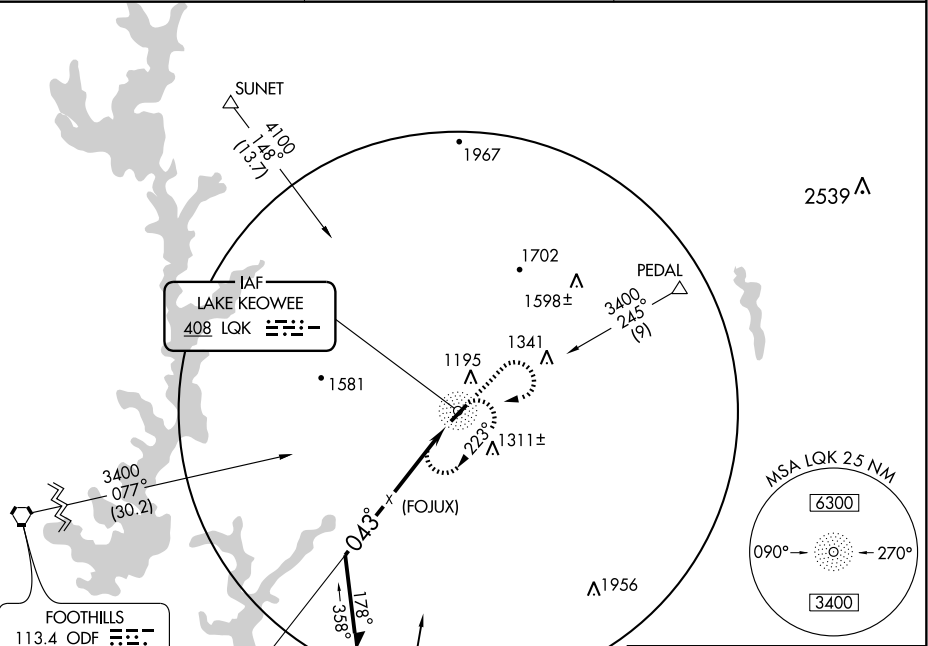 SUNET
4100
148°
(13.7)
1967
2539
1702
PEDAL
1598±
3400
245°
(9)
IAF
LAKE KEOWEE
408 LQK
1341
1195
1581
223°
1311±
3400
077°
(30.2)
(FOJUX)
043°
MSA LQK 25 NM
6300
090°
270°
3400
1956
178°
358°
FOOTHILLS
113.4 ODF